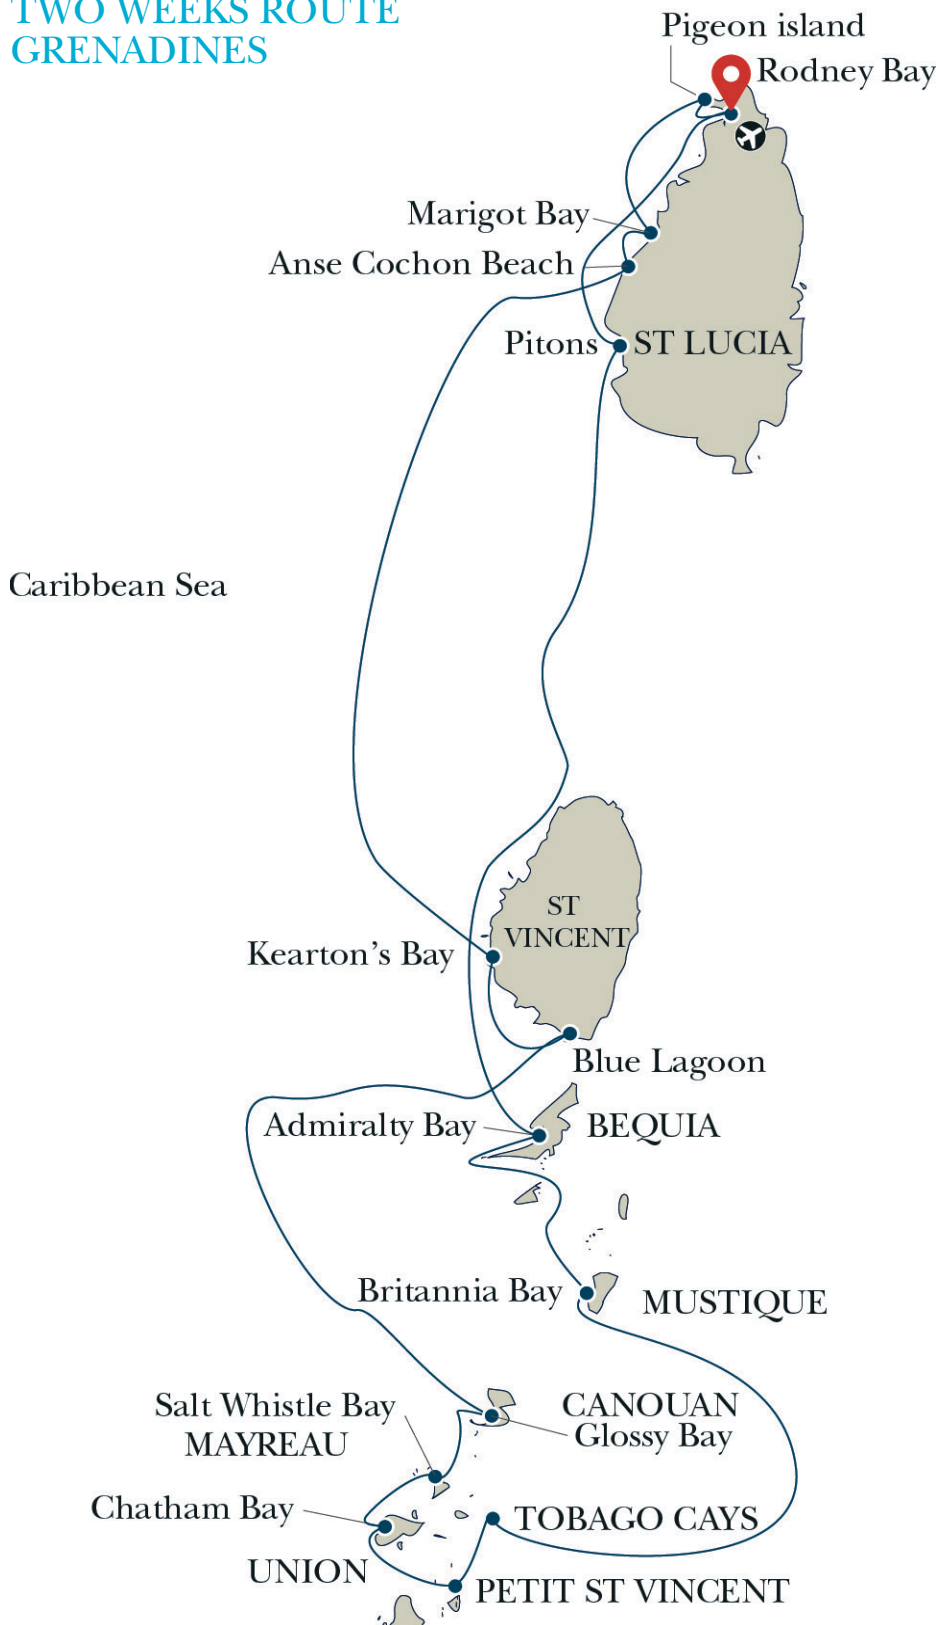 TWO WEEKS ROUTE
GRENADINES
Pigeon island
Rodney Bay
Marigot Bay
Anse Cochon Beach
Pitons
ST LUCIA
Caribbean Sea
ST
VINCENT
Kearton's Bay
Blue Lagoon
Admiralty Bay
BEQUIA
Britannia Bay
MUSTIQUE
Salt Whistle Bay
MAYREAU
CANOUAN
Glossy Bay
Chatham Bay
TOBAGO CAYS
UNION
PETIT ST VINCENT